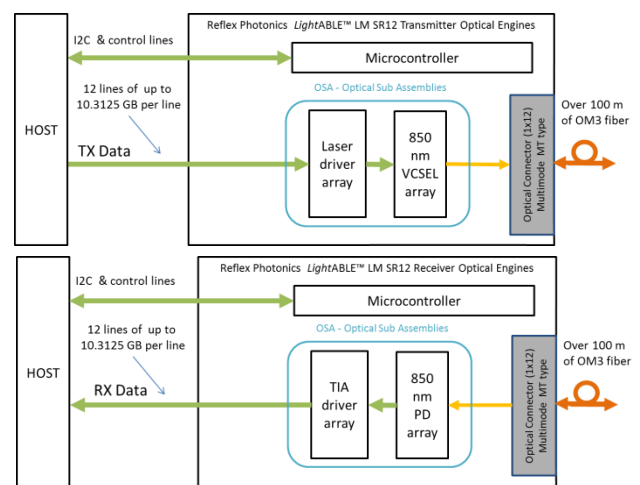 Reflex Photonics LightABLE™ LM SR12 Transmitter Optical Engines
I2C & control lines
Microcontroller
12 lines of up to
10.3125 GB per line
OSA - Optical Sub Assemblies
HOST
TX Data
Laser
driver
array
850
nm
VCSEL
array
Optical Connector (1x12)
Multimode MT type
Over 100 m
of OM3 fiber
Reflex Photonics LightABLE™ LM SR12 Receiver Optical Engines
I2C & control lines
Microcontroller
12 lines of up to
10.3125 GB per line
OSA - Optical Sub Assemblies
HOST
RX Data
TIA
driver
array
850
nm
PD
array
Optical Connector (1x12)
Multimode MT type
Over 100 m
of OM3 fiber